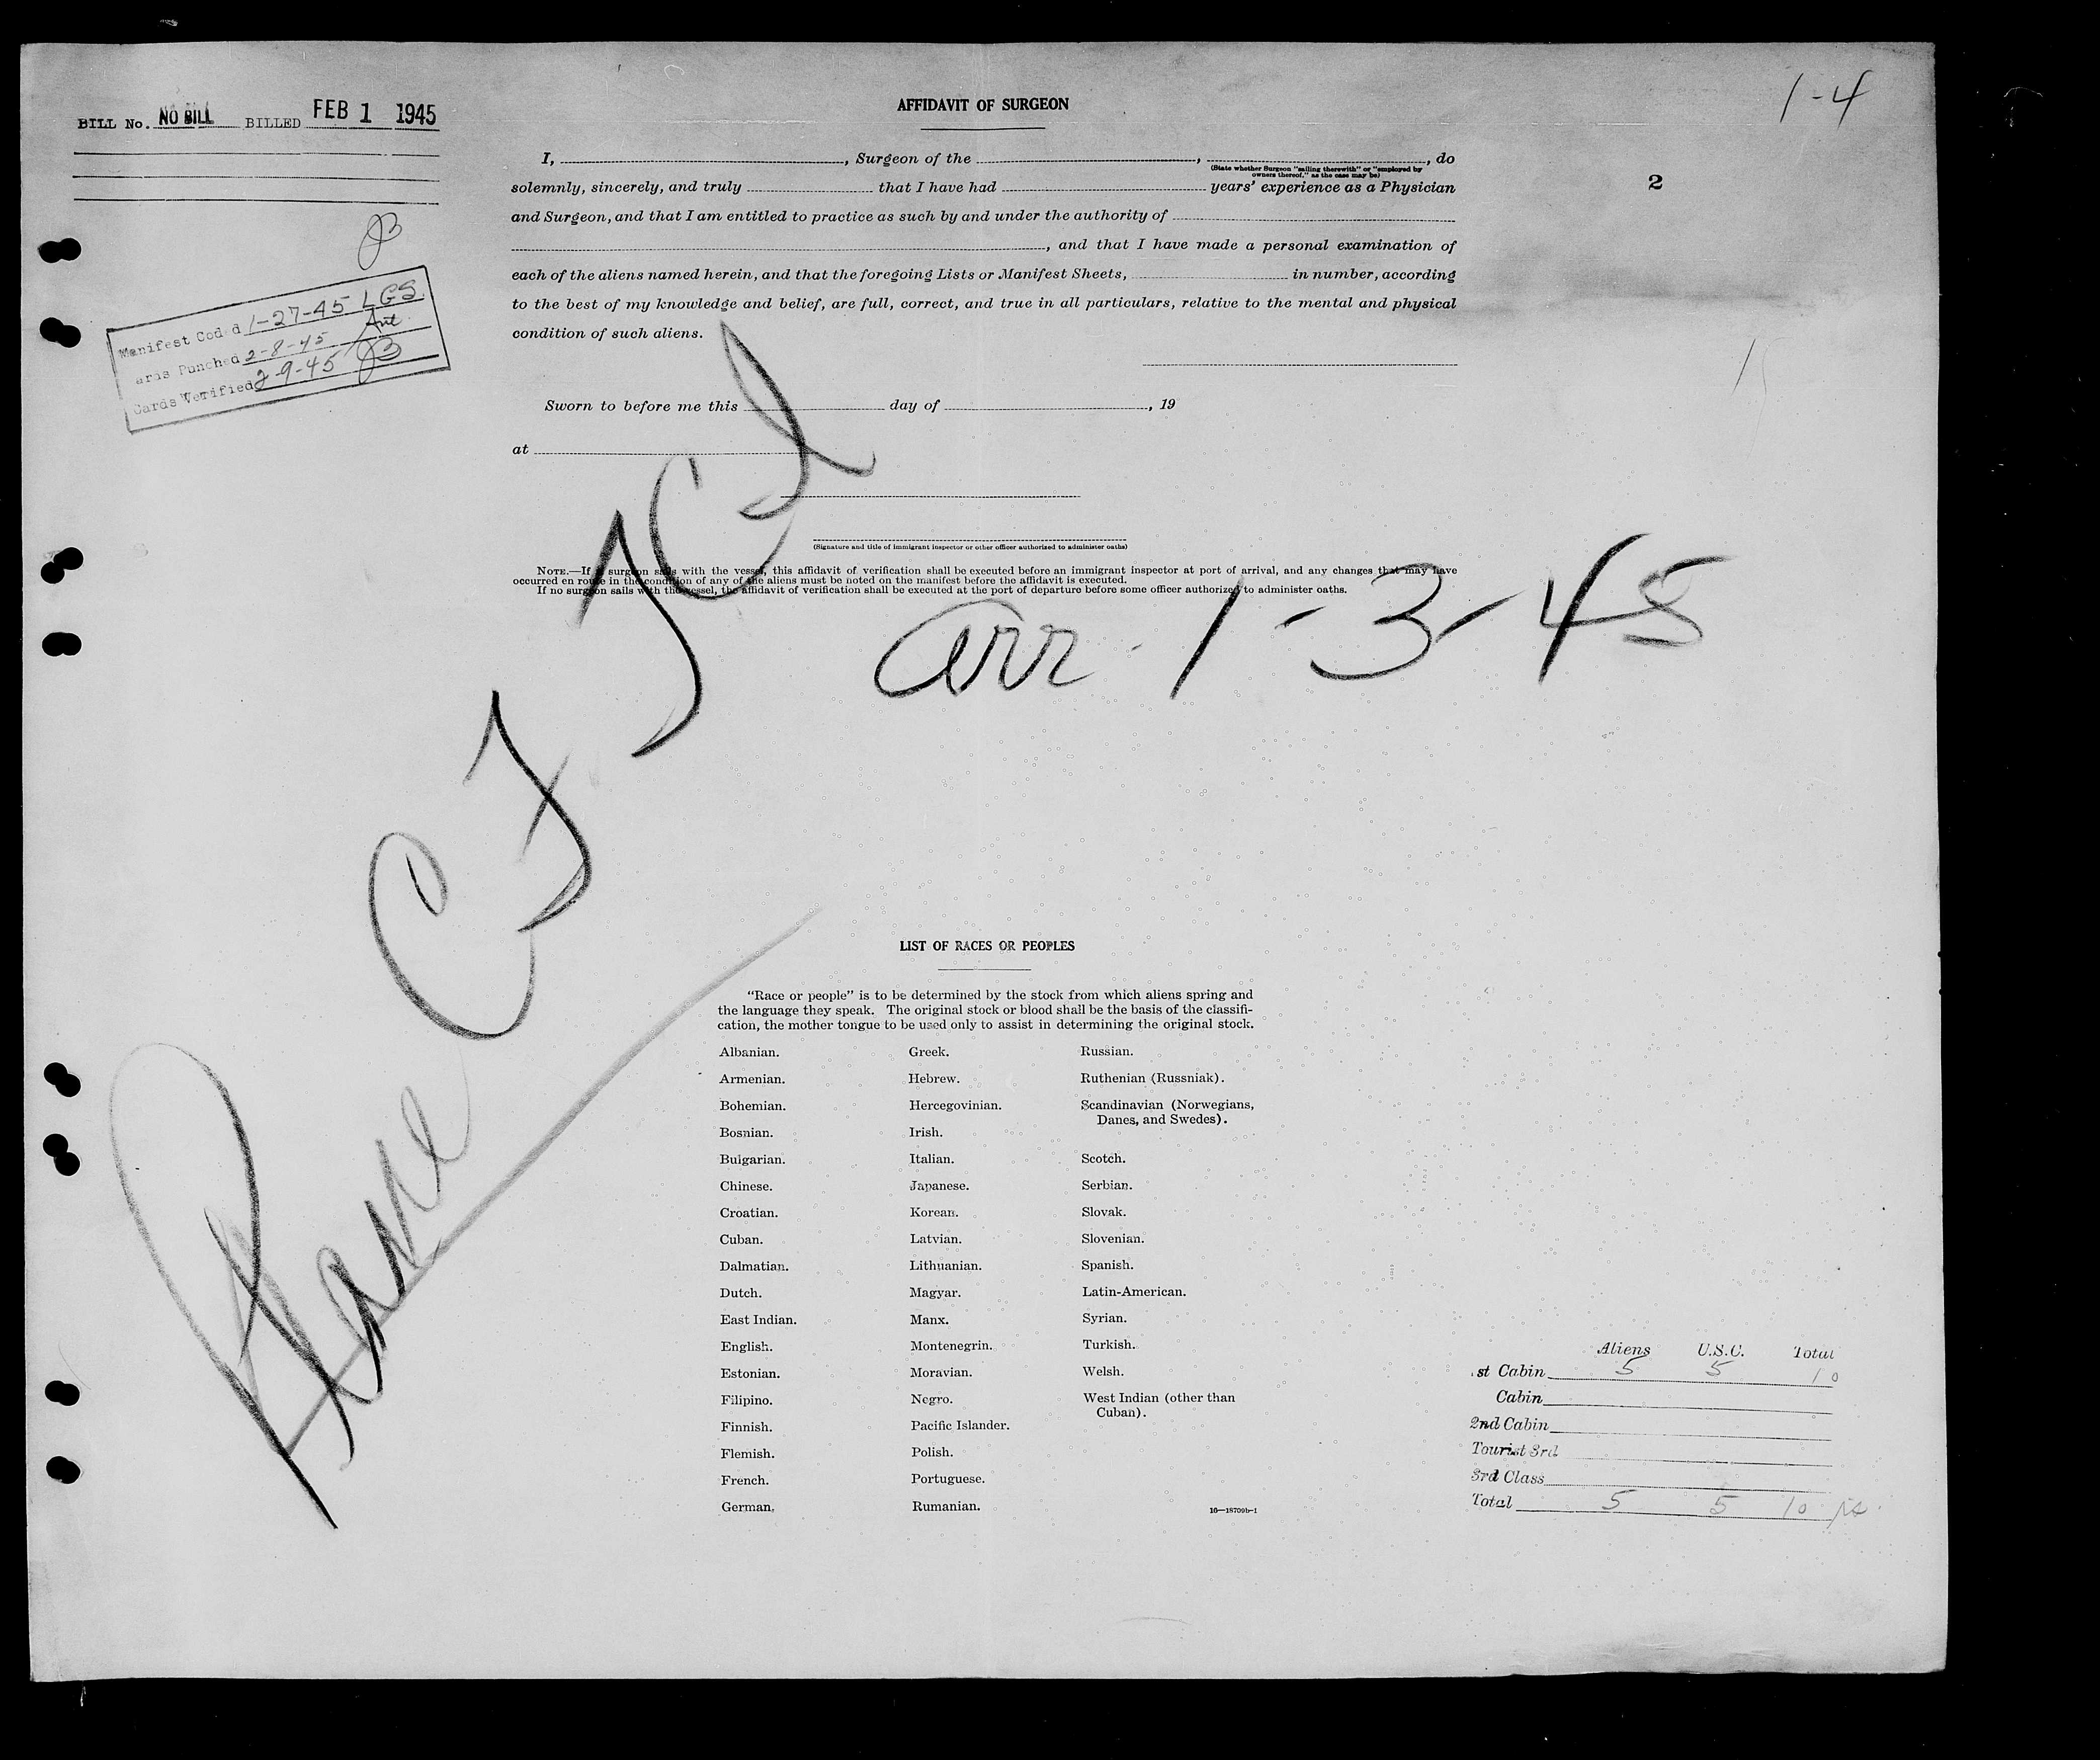 1-4
BILL No. NO BILL BILLED FEB 1 1945
AFFIDAVIT OF SURGEON
I, , Surgeon of the , , do
(State whether Surgeon "sailing therewith" or "employed by
owners thereof," as the case may be)
solemnly, sincerely, and truly that I have had years' experience as a Physician
2
and Surgeon, and that I am entitled to practice as such by and under the authority of
, and that I have made a personal examination of
each of the aliens named herein, and that the foregoing Lists or Manifest Sheets, in number, according
to the best of my knowledge and belief, are full, correct, and true in all particulars, relative to the mental and physical
condition of such aliens.
Manifest Coded 1-27-45 LGS
ards Punched 2-8-45
Cards Verified 2-9-45
Sworn to before me this day of , 19
at
(Signature and title of immigrant inspector or other officer authorized to administer oaths)
NOTE.—If a surgeon sails with the vessel, this affidavit of verification shall be executed before an immigrant inspector at port of arrival, and any changes that may have
occurred en route in the condition of any of the aliens must be noted on the manifest before the affidavit is executed.
If no surgeon sails with the vessel, the affidavit of verification shall be executed at the port of departure before some officer authorized to administer oaths.
arr 1-3-45
Plane
LIST OF RACES OR PEOPLES
"Race or people" is to be determined by the stock from which aliens spring and
the language they speak. The original stock or blood shall be the basis of the classifi-
cation, the mother tongue to be used only to assist in determining the original stock.
Albanian.
Armenian.
Bohemian.
Bosnian.
Bulgarian.
Chinese.
Croatian.
Cuban.
Dalmatian.
Dutch.
East Indian.
English.
Estonian.
Filipino.
Finnish.
Flemish.
French.
German.
Greek.
Hebrew.
Hercegovinian.
Irish.
Italian.
Japanese.
Korean.
Latvian.
Lithuanian.
Magyar.
Manx.
Montenegrin.
Moravian.
Negro.
Pacific Islander.
Polish.
Portuguese.
Rumanian.
Russian.
Ruthenian (Russniak).
Scandinavian (Norwegians,
Danes, and Swedes).
Scotch.
Serbian.
Slovak.
Slovenian.
Spanish.
Latin-American.
Syrian.
Turkish.
Welsh.
West Indian (other than
Cuban).
16—18709b-1
Aliens U.S.C. Total
st Cabin 5 5 10
Cabin
2nd Cabin
Tourist 3rd
3rd Class
Total 5 5 10